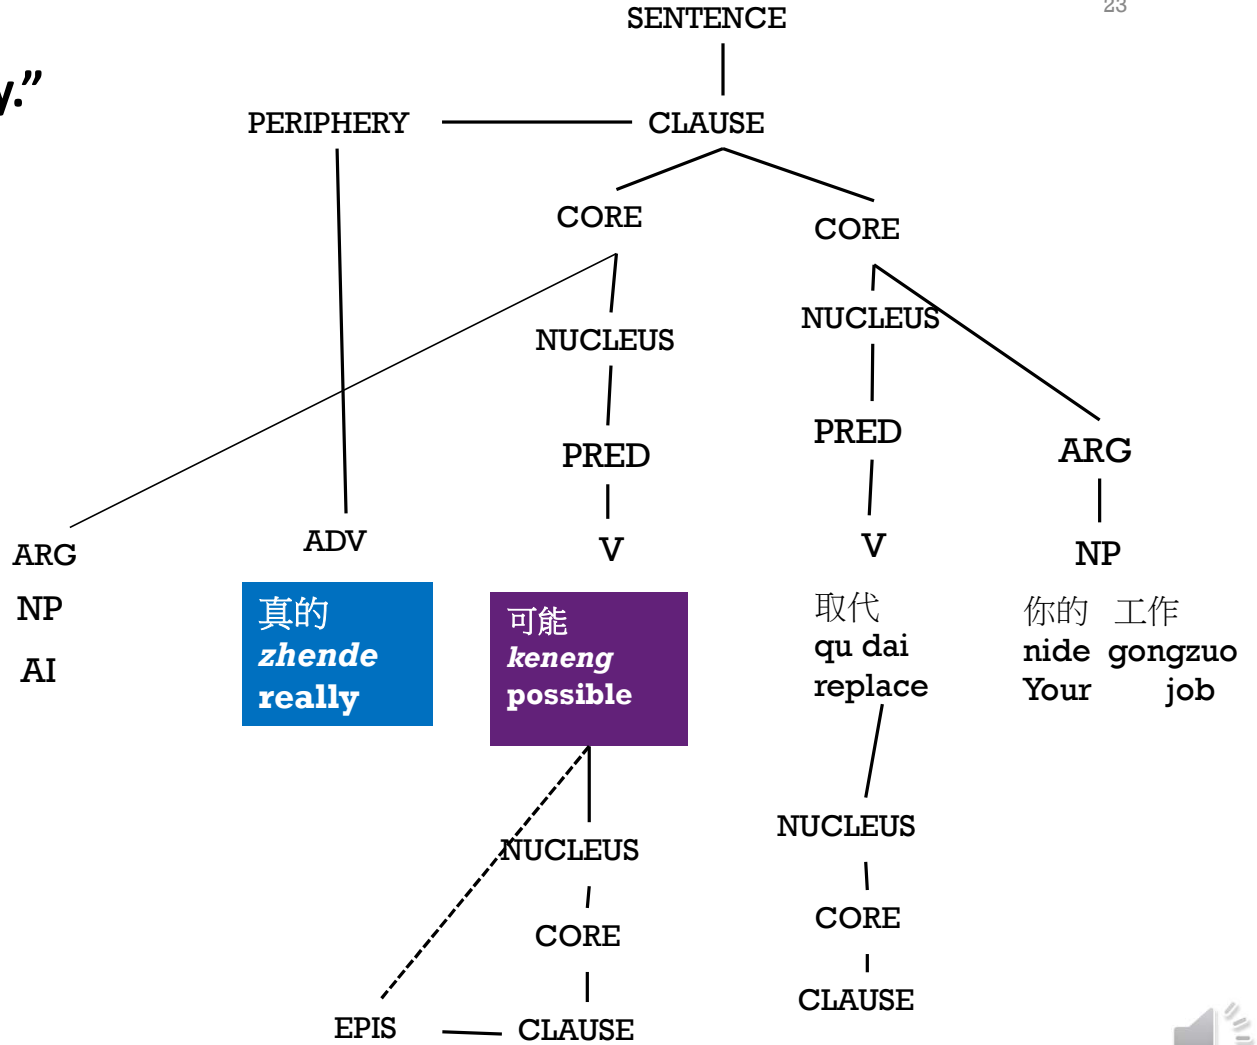 23
SENTENCE
y.”
PERIPHERY
CLAUSE
CORE
CORE
NUCLEUS
NUCLEUS
PRED
PRED
ARG
ARG
ADV
V
V
NP
NP
AI
真的
zhende
really
可能
keneng
possible
取代
qu dai
replace
你的 工作
nide gongzuo
Your job
NUCLEUS
NUCLEUS
CORE
CORE
CLAUSE
EPIS
CLAUSE